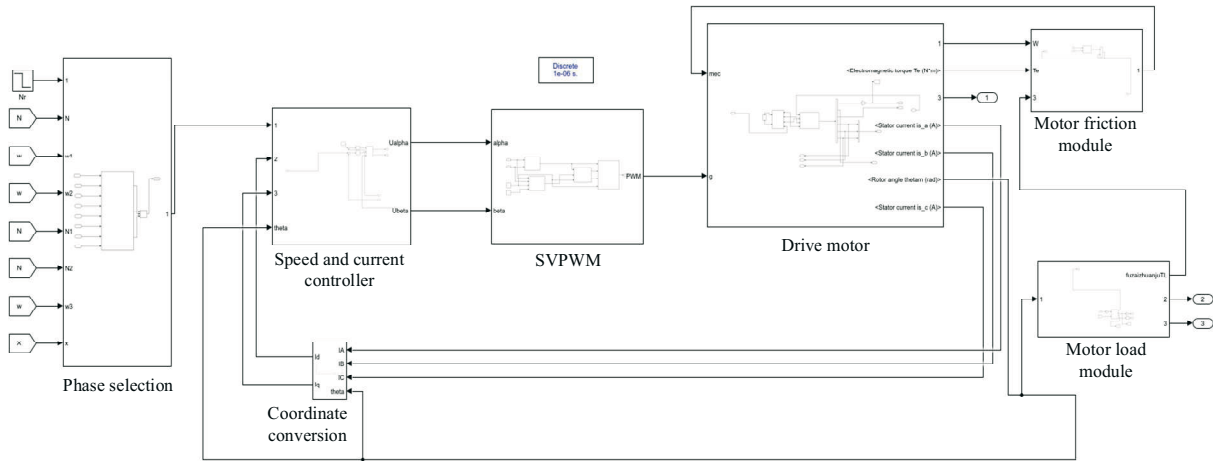 1
Nr
N
N
w
w2
N
N1
N
N2
w
w3
1
Phase selection
1
2
3
theta
Ualpha
Ubeta
Speed and current
controller
Discrete
1e-06 s.
alpha
beta
PWM
SVPWM
mec
g
1
<Electromagnetic torque Te (N*m)>
3
<Stator current is_a (A)>
<Stator current is_b (A)>
<Rotor angle thetam (rad)>
<Stator current is_c (A)>
Drive motor
1
W
Te
3
1
Motor friction
module
1
fuzaizhuanjuTL
2
3
2
3
Motor load
module
Id
Iq
IA
IB
IC
theta
Coordinate
conversion